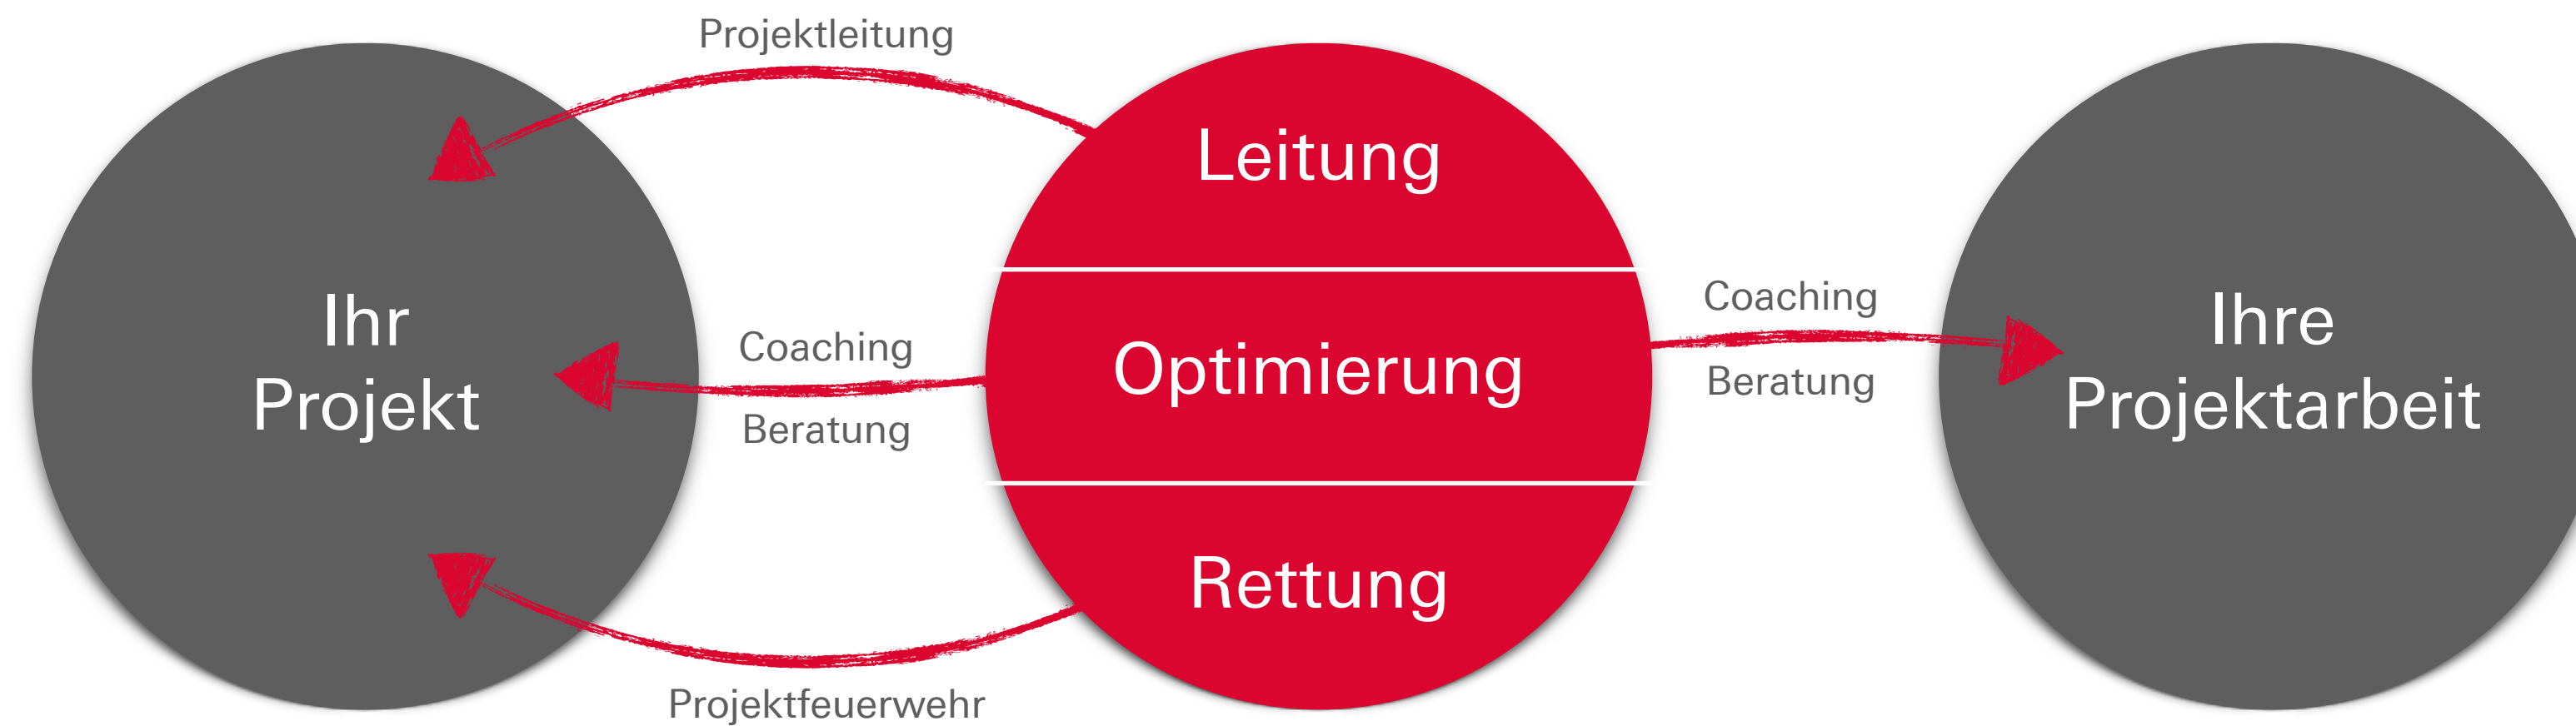 Projektleitung
Leitung
Ihr
Projekt
Coaching
Beratung
Optimierung
Coaching
Beratung
Ihre
Projektarbeit
Rettung
Projektfeuerwehr